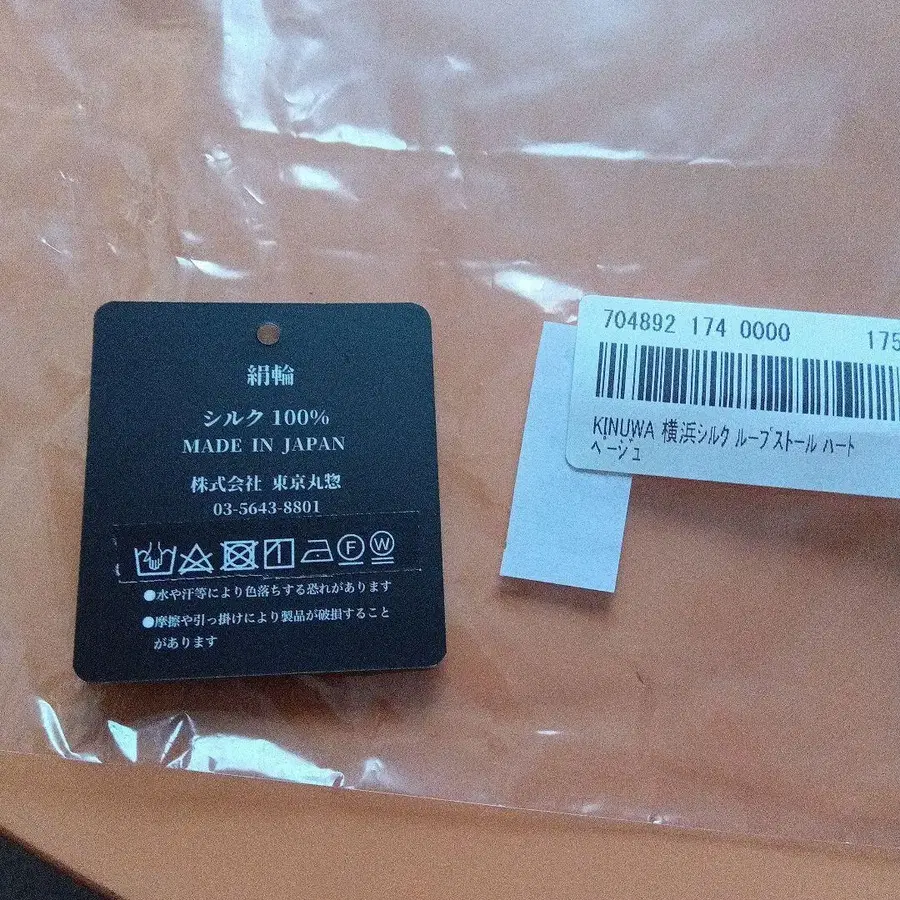 絹輪
シルク 100%
MADE IN JAPAN
株式会社 東京丸惣
03-5643-8801
F W
●水や汗等により色落ちする恐れがあります
●摩擦や引っ掛けにより製品が破損すること
があります
704892 174 0000 175
KINUWA 横浜シルク ループストール ハート
ベージュ